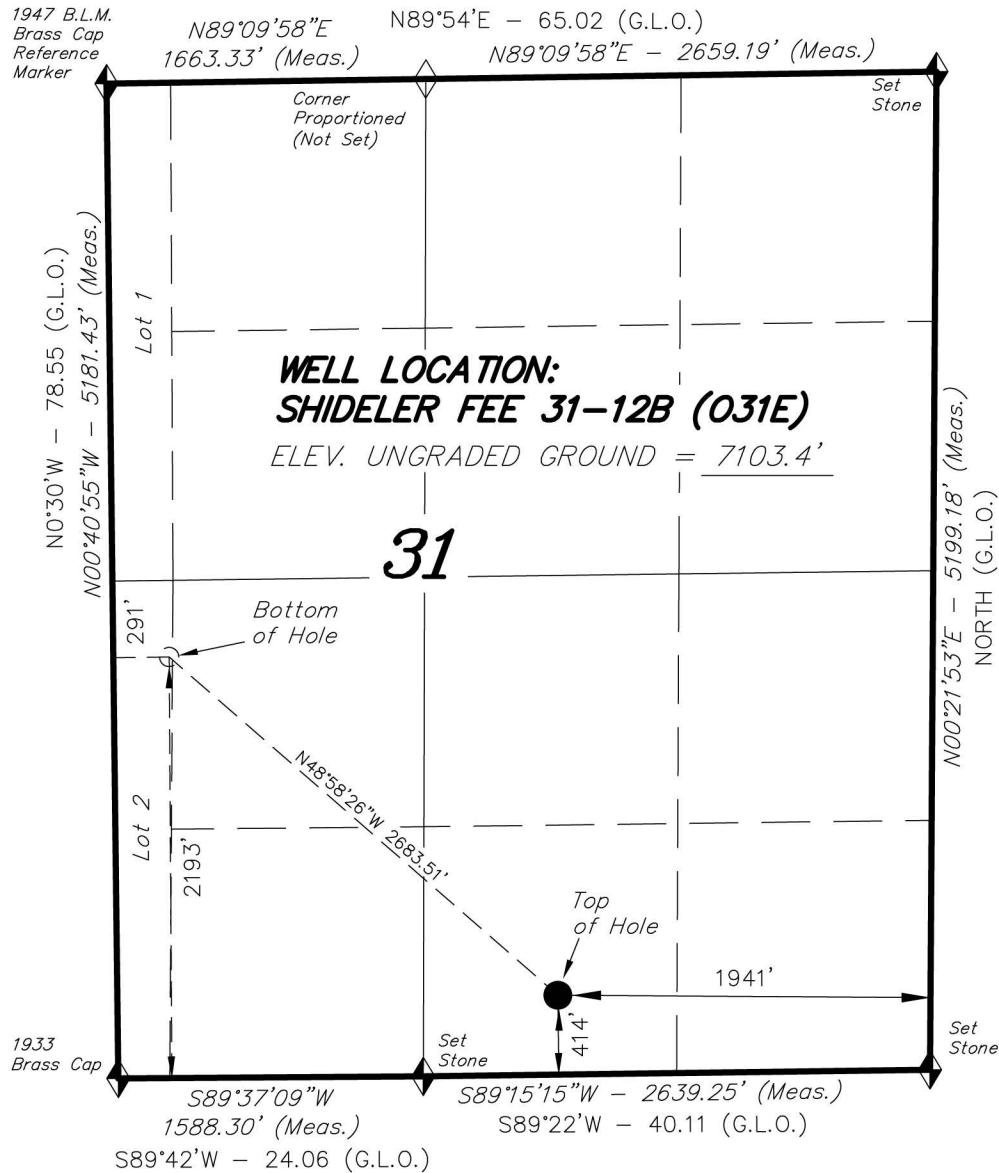 1947 B.L.M.
Brass Cap
Reference
Marker
N89°09'58"E
1663.33' (Meas.)
N89°54'E – 65.02 (G.L.O.)
N89°09'58"E – 2659.19' (Meas.)
Corner
Proportioned
(Not Set)
Set
Stone
N0°30'W – 78.55 (G.L.O.)
N00°40'55"W – 5181.43' (Meas.)
Lot 1
WELL LOCATION:
SHIDELER FEE 31–12B (O31E)
ELEV. UNGRADED GROUND = 7103.4'
31
N00°21'53"E – 5199.18' (Meas.)
NORTH (G.L.O.)
291'
Bottom
of Hole
N48°58'26"W 2683.51'
Lot 2
2193'
Top
of Hole
1941'
414'
1933
Brass Cap
Set
Stone
Set
Stone
S89°37'09"W
1588.30' (Meas.)
S89°42'W – 24.06 (G.L.O.)
S89°15'15"W – 2639.25' (Meas.)
S89°22'W – 40.11 (G.L.O.)